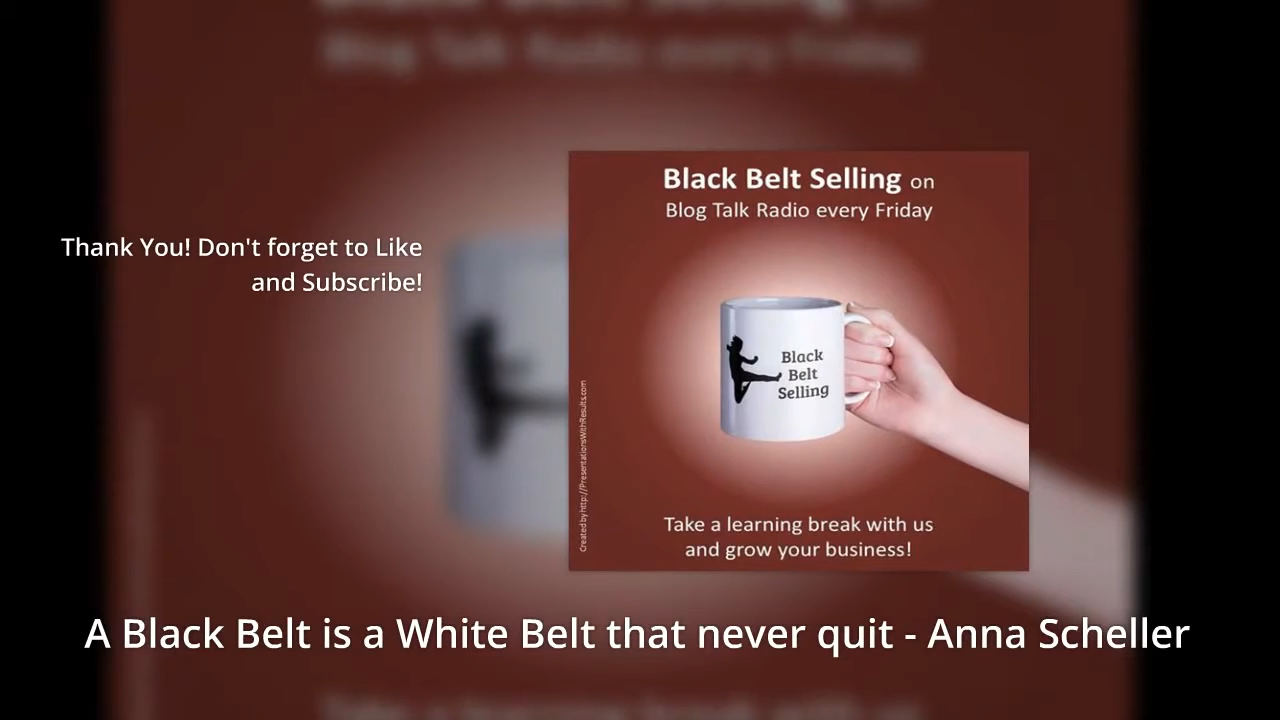 Black Belt Selling on
Blog Talk Radio every Friday
Thank You! Don't forget to Like
and Subscribe!
Black
Belt
Selling
Created by http://PresentationsWithResults.com
Take a learning break with us
and grow your business!
A Black Belt is a White Belt that never quit - Anna Scheller